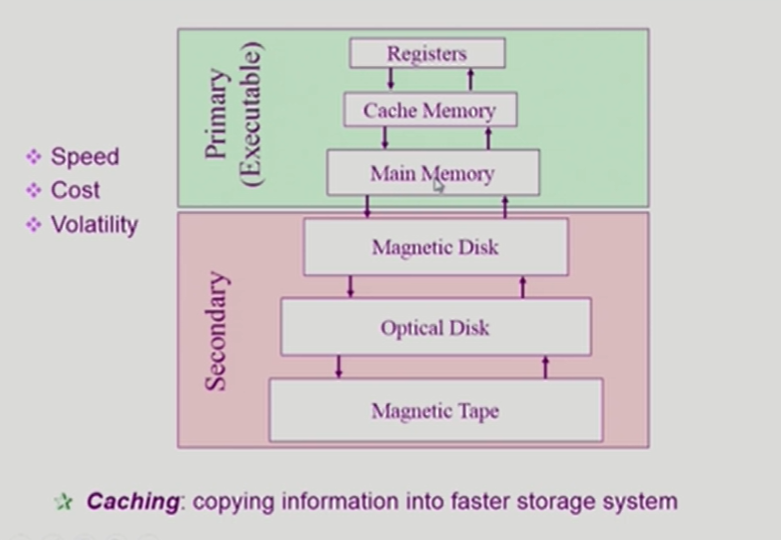 Primary
(Executable)
Registers
Cache Memory
Main Memory
Speed
Cost
Volatility
Secondary
Magnetic Disk
Optical Disk
Magnetic Tape
Caching: copying information into faster storage system